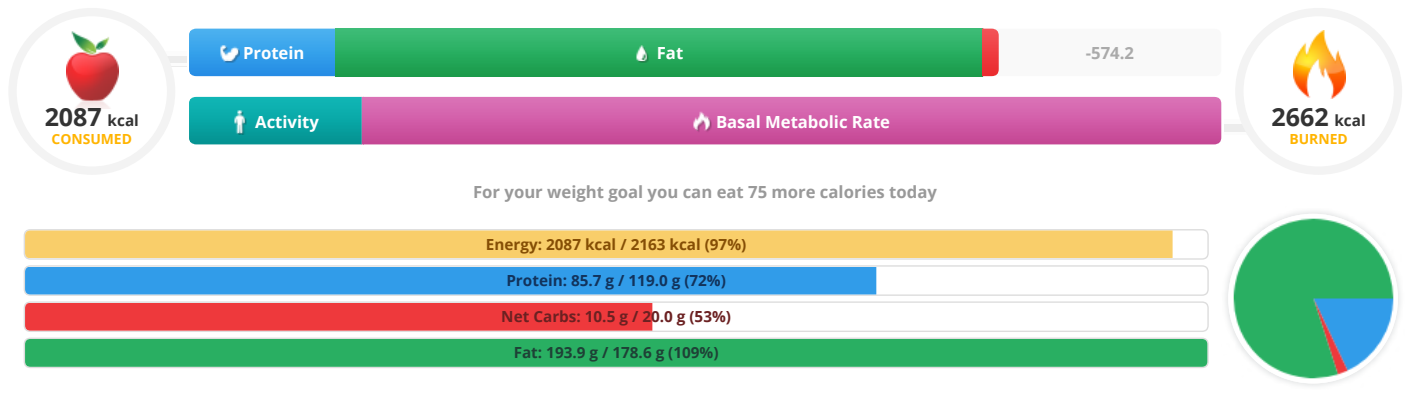 2087 kcal
CONSUMED
Protein
Fat
-574.2
Activity
Basal Metabolic Rate
2662 kcal
BURNED
For your weight goal you can eat 75 more calories today
Energy: 2087 kcal / 2163 kcal (97%)
Protein: 85.7 g / 119.0 g (72%)
Net Carbs: 10.5 g / 20.0 g (53%)
Fat: 193.9 g / 178.6 g (109%)